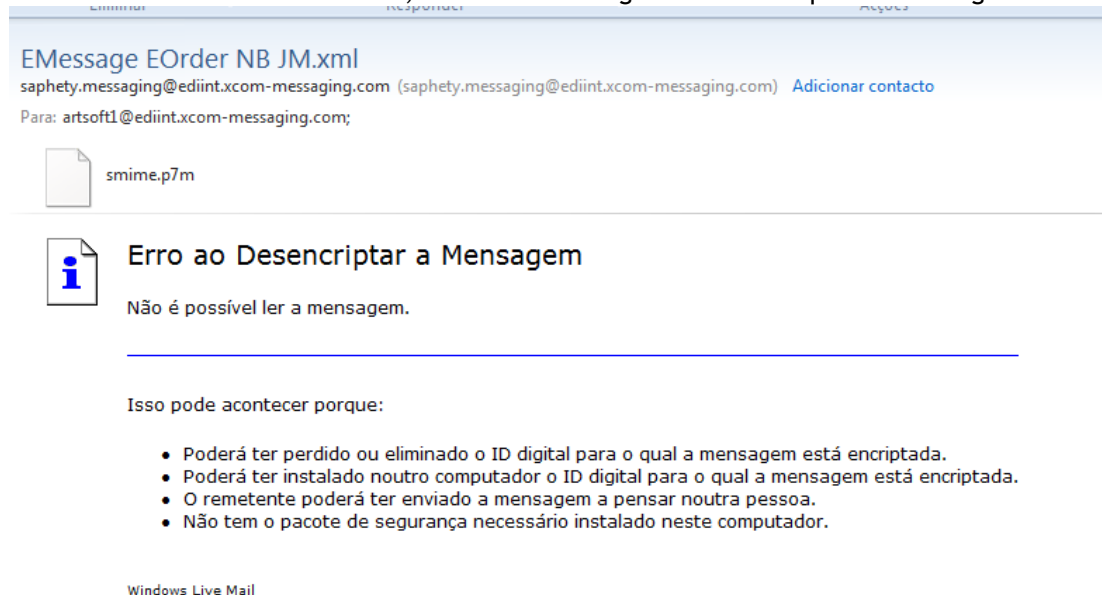 Responder
EMessage EOrder NB JM.xml
saphety.messaging@ediint.xcom-messaging.com (saphety.messaging@ediint.xcom-messaging.com) Adicionar contacto
Para: artsoft1@ediint.xcom-messaging.com;
smime.p7m
Erro ao Desencriptar a Mensagem
Não é possível ler a mensagem.
Isso pode acontecer porque:
• Poderá ter perdido ou eliminado o ID digital para o qual a mensagem está encriptada.
• Poderá ter instalado noutro computador o ID digital para o qual a mensagem está encriptada.
• O remetente poderá ter enviado a mensagem a pensar noutra pessoa.
• Não tem o pacote de segurança necessário instalado neste computador.
Windows Live Mail